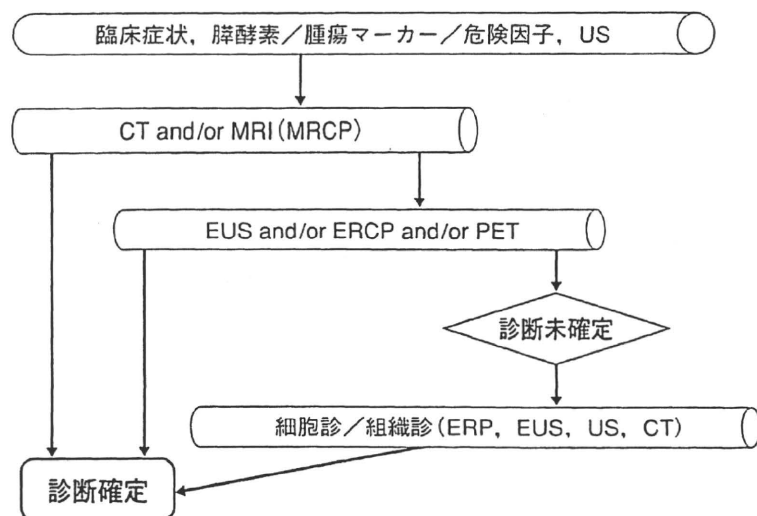 臨床症状，膵酵素／腫瘍マーカー／危険因子，US
CT and/or MRI(MRCP)
EUS and/or ERCP and/or PET
診断未確定
細胞診／組織診(ERP，EUS，US，CT)
診断確定